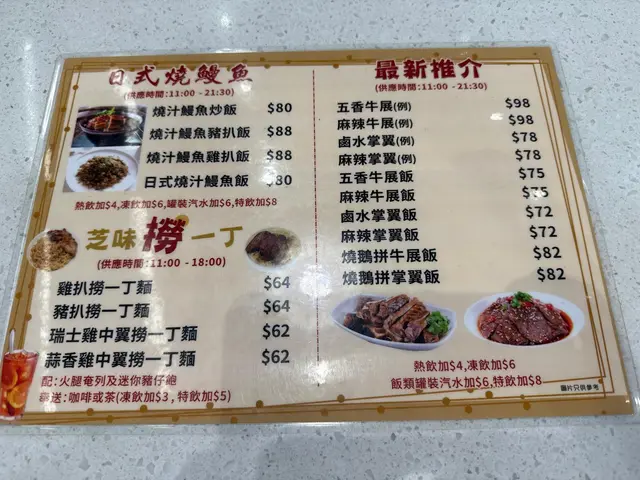 日式燒鰻魚
(供應時間:11:00 - 21:30)
燒汁鰻魚炒飯 $80
燒汁鰻魚豬扒飯 $88
燒汁鰻魚雞扒飯 $88
日式燒汁鰻魚飯 $80
熱飲加$4,凍飲加$6,罐裝汽水加$6,特飲加$8
芝味撈一丁
(供應時間:11:00 - 18:00)
雞扒撈一丁麵 $64
豬扒撈一丁麵 $64
瑞士雞中翼撈一丁麵 $62
蒜香雞中翼撈一丁麵 $62
配:火腿奄列及迷你豬仔飽
奉送:咖啡或茶(凍飲加$3,特飲加$5)
最新推介
(供應時間:11:00 - 21:30)
五香牛展(例) $98
麻辣牛展(例) $98
鹵水掌翼(例) $78
麻辣掌翼(例) $78
五香牛展飯 $75
麻辣牛展飯 $75
鹵水掌翼飯 $72
麻辣掌翼飯 $72
燒鵝拼牛展飯 $82
燒鵝拼掌翼飯 $82
熱飲加$4,凍飲加$6
飯類罐裝汽水加$6,特飲加$8
圖片只供參考